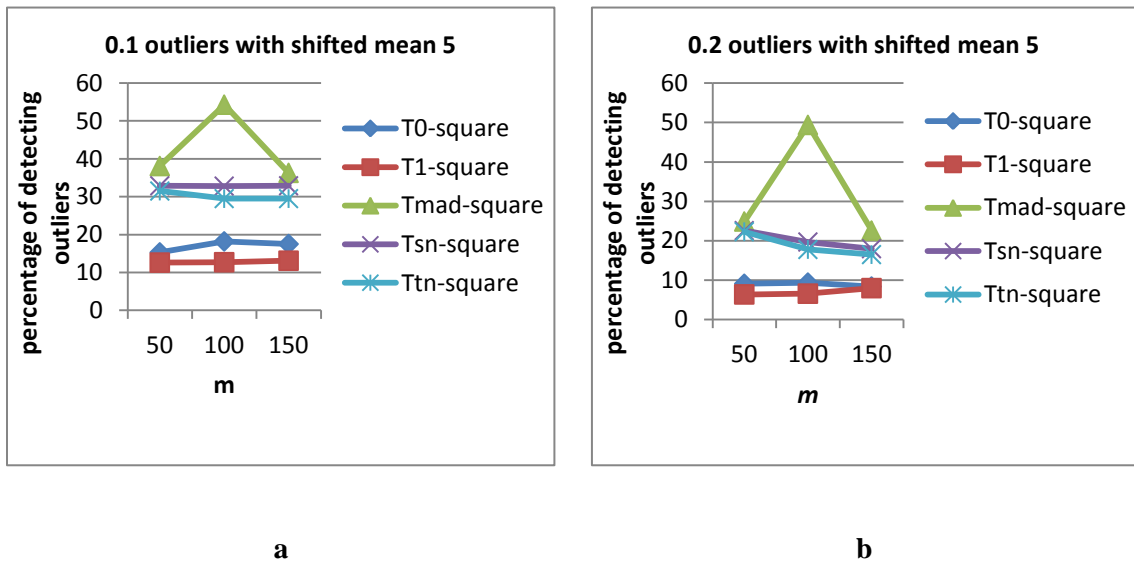 0.1 outliers with shifted mean 5
percentage of detecting
outliers
60
50
40
30
20
10
0
50 100 150
m
T0-square
T1-square
Tmad-square
Tsn-square
Ttn-square
a
0.2 outliers with shifted mean 5
percentage of detecting
outliers
60
50
40
30
20
10
0
50 100 150
m
T0-square
T1-square
Tmad-square
Tsn-square
Ttn-square
b